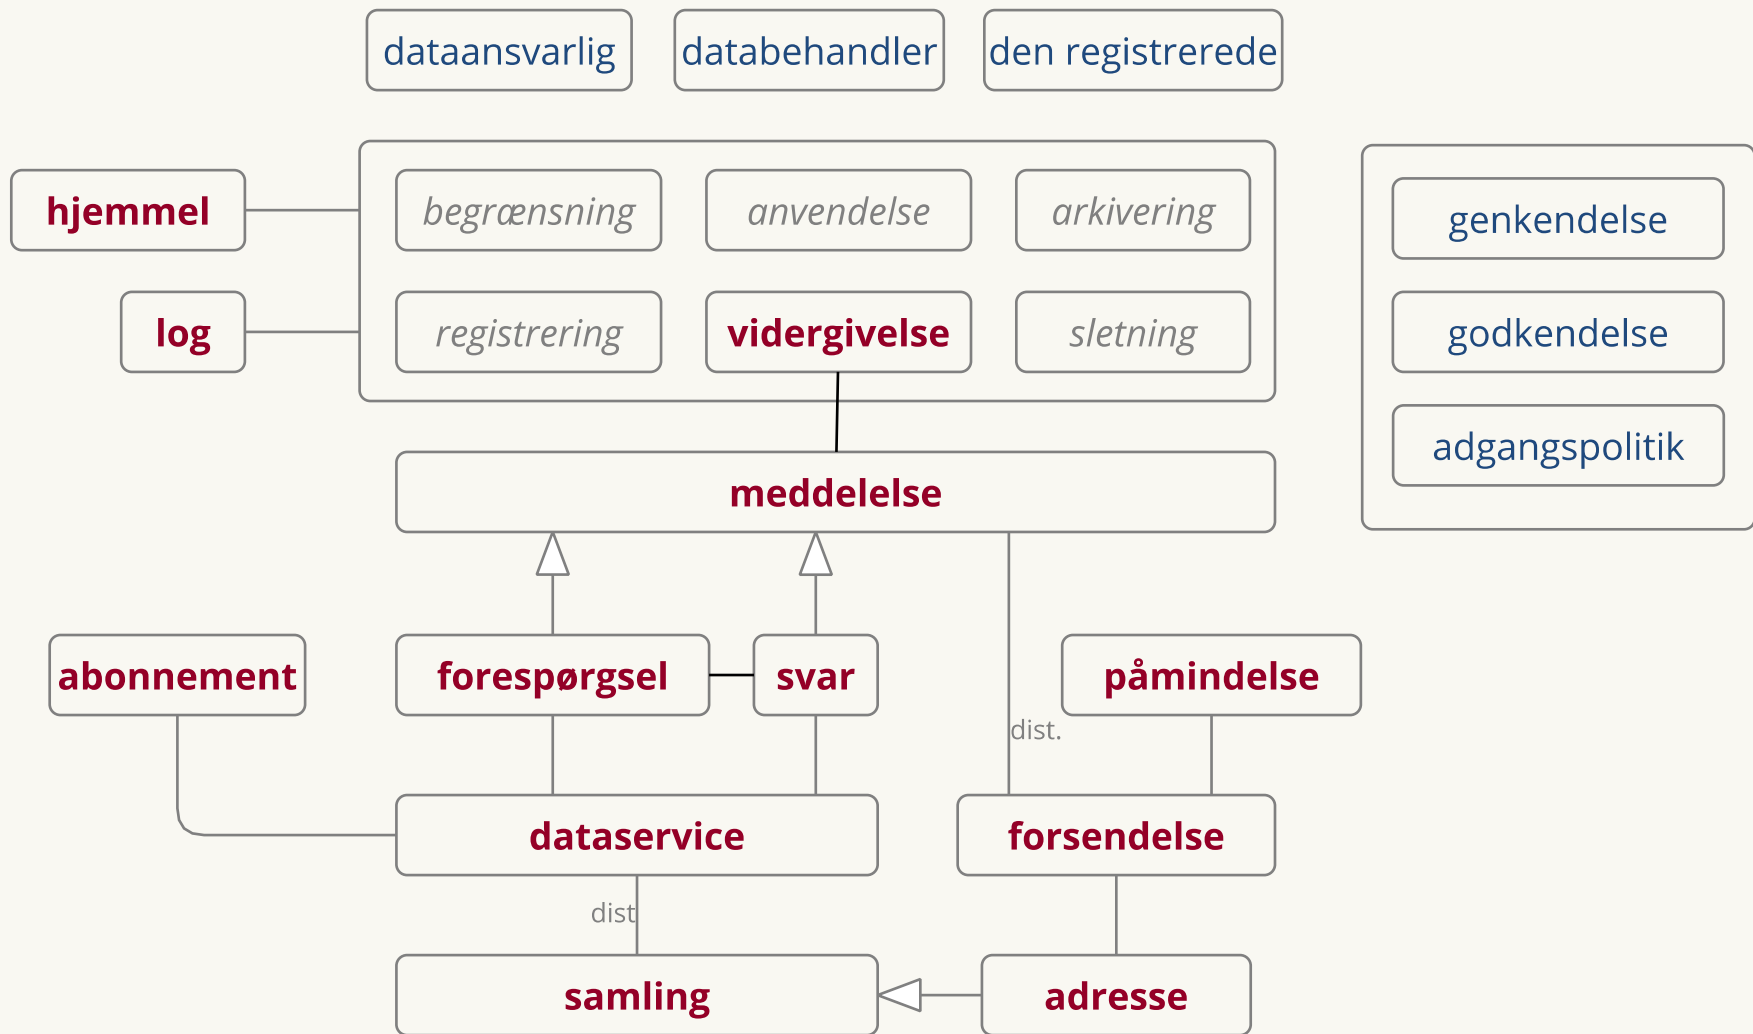 dataansvarlig
databehandler
den registrerede
hjemmel
begrænsning
anvendelse
arkivering
genkendelse
log
registrering
vidergivelse
sletning
godkendelse
adgangspolitik
meddelelse
abonnement
forespørgsel
svar
påmindelse
dist.
dataservice
forsendelse
dist
samling
adresse